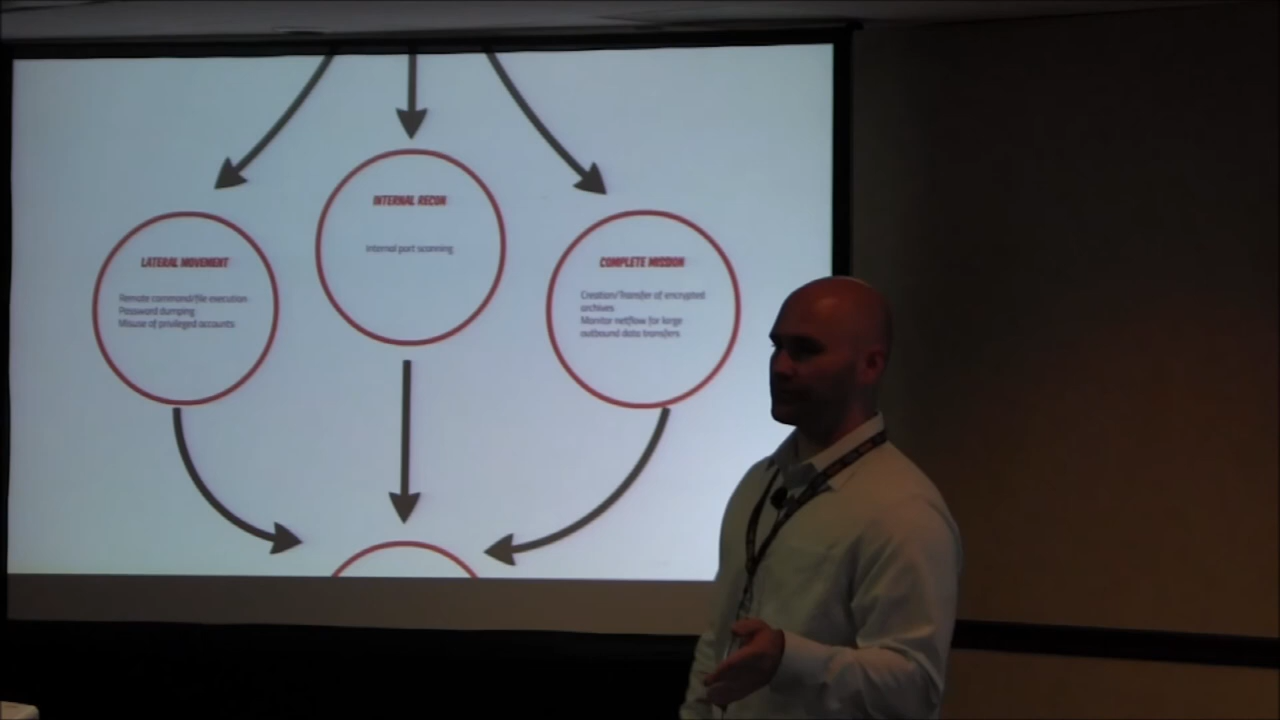 INTERNAL RECON
Internal port scanning
LATERAL MOVEMENT
Remote command/file execution
Password dumping
Misuse of privileged accounts
COMPLETE MISSION
Creation/Transfer of encrypted
archives
Monitor netflow for large
outbound data transfers